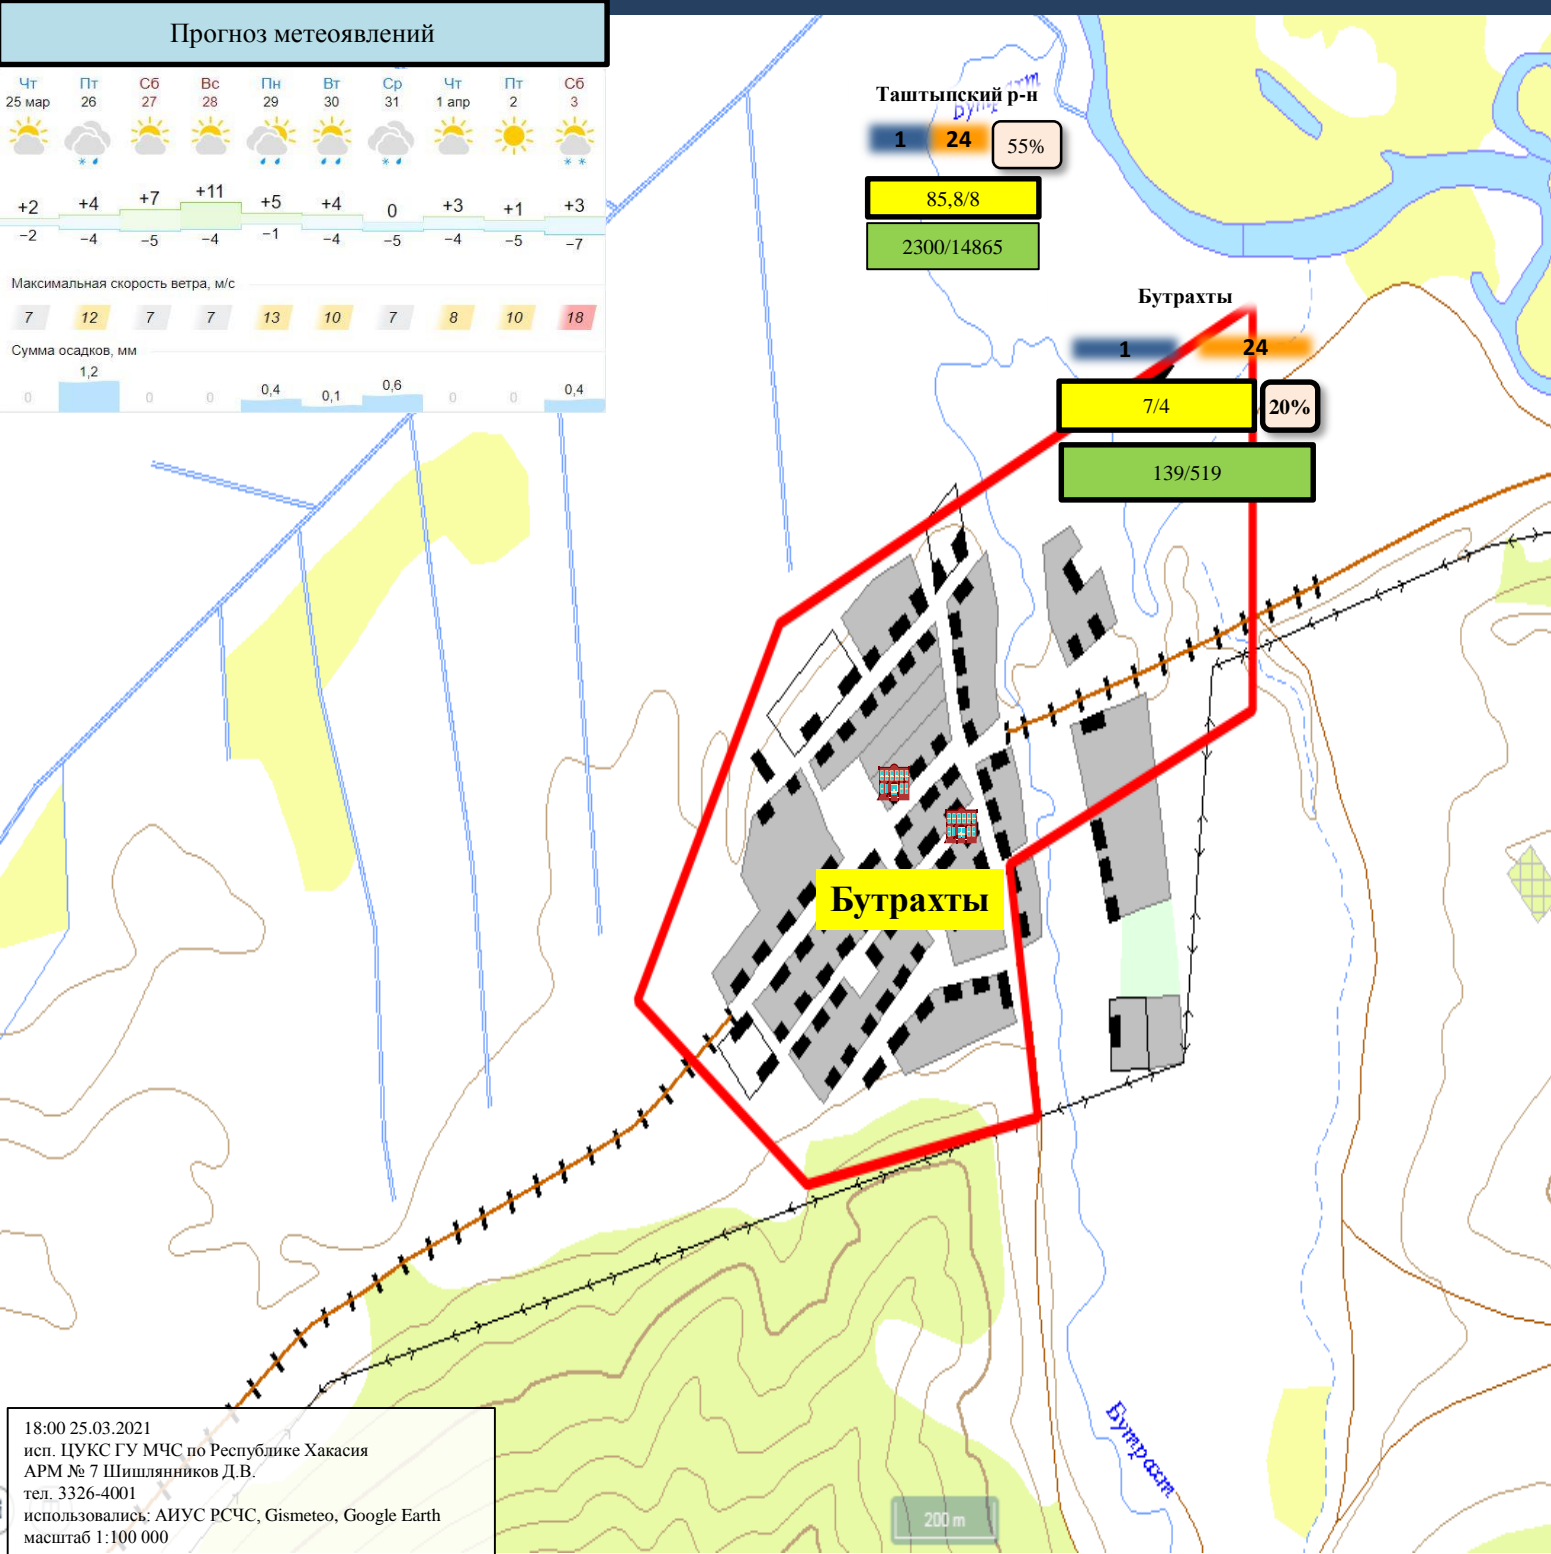 Прогноз метеоявлений
Чт Пт Сб Вс Пн Вт Ср Чт Пт Сб
25 мар 26 27 28 29 30 31 1 апр 2 3
+2 +4 +7 +11 +5 +4 0 +3 +1 +3
−2 −4 −5 −4 −1 −4 −5 −4 −5 −7
Максимальная скорость ветра, м/с
7 12 7 7 13 10 7 8 10 18
Сумма осадков, мм
0 1,2 0 0 0,4 0,1 0,6 0 0 0,4
Таштыпский р-н
1 24 55%
85,8/8
2300/14865
Бутрахты
1 24
7/4 20%
139/519
Бутрахты
Бутрахт
200 m
18:00 25.03.2021
исп. ЦУКС ГУ МЧС по Республике Хакасия
АРМ № 7 Шишлянников Д.В.
тел. 3326-4001
использовались: АИУС РСЧС, Gismeteo, Google Earth
масштаб 1:100 000